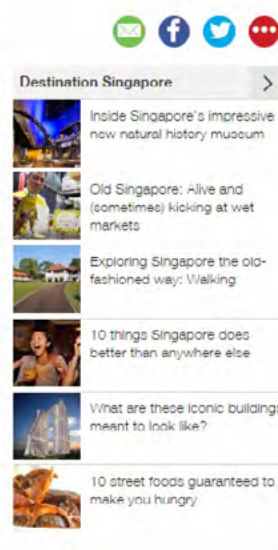 Destination Singapore
Inside Singapore's impressive
new natural history museum
Old Singapore: Alive and
(sometimes) kicking at wet
markets
Exploring Singapore the old-
fashioned way: Walking
10 things Singapore does
better than anywhere else
What are these iconic buildings
meant to look like?
10 street foods guaranteed to
make you hungry